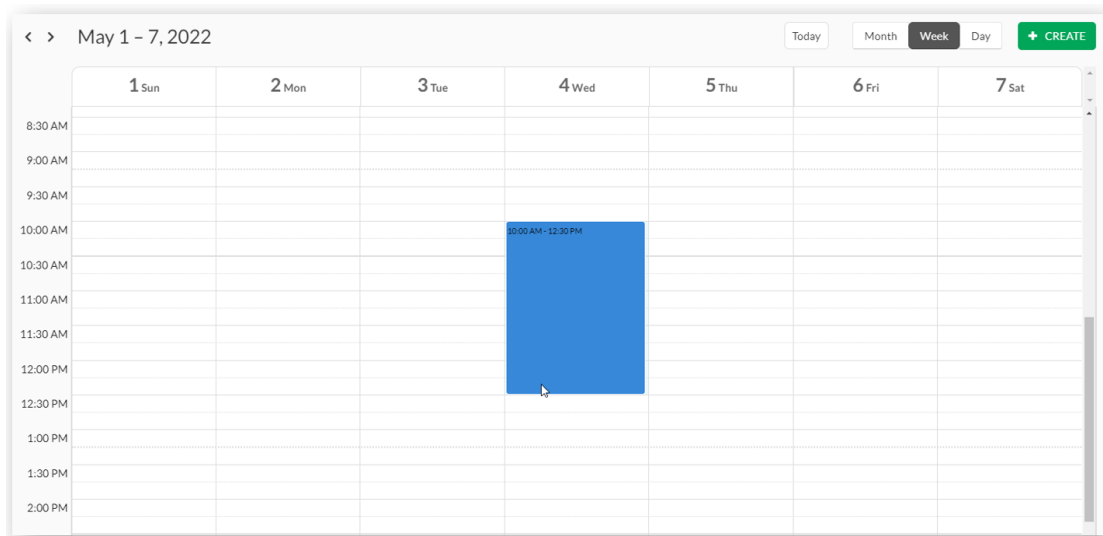 May 1 – 7, 2022
Today Month Week Day + CREATE
1 Sun 2 Mon 3 Tue 4 Wed 5 Thu 6 Fri 7 Sat
8:30 AM
9:00 AM
9:30 AM
10:00 AM
10:00 AM - 12:30 PM
10:30 AM
11:00 AM
11:30 AM
12:00 PM
12:30 PM
1:00 PM
1:30 PM
2:00 PM